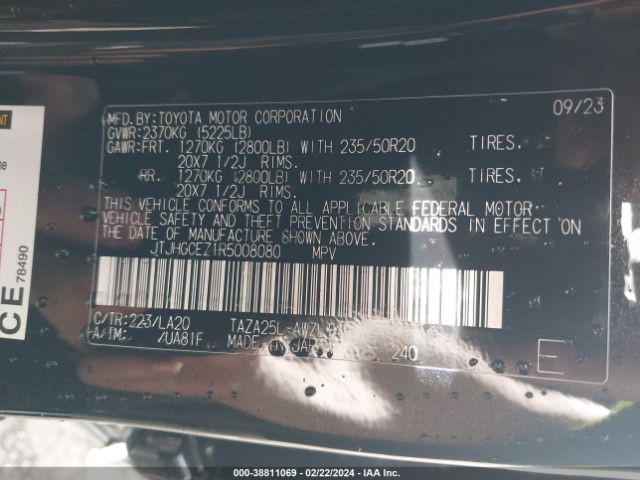 MFD.BY:TOYOTA MOTOR CORPORATION 09/23
GVWR:2370KG (5225LB)
GAWR:FRT. 1270KG (2800LB) WITH 235/50R20 TIRES.
20X7 1/2J RIMS.
RR. 1270KG (2800LB) WITH 235/50R20 TIRES.
20X7 1/2J RIMS.
THIS VEHICLE CONFORMS TO ALL APPLICABLE FEDERAL MOTOR
VEHICLE SAFETY AND THEFT PREVENTION STANDARDS IN EFFECT ON
THE DATE OF MANUFACTURE SHOWN ABOVE.
JTJHGCEZ1R5008080 MPV
C/TR:223/LA20 TAZA25L-
A/TM: /UA81F MADE IN JAPAN 240 E
CE
78490
000-38811069 - 02/22/2024 - IAA Inc.